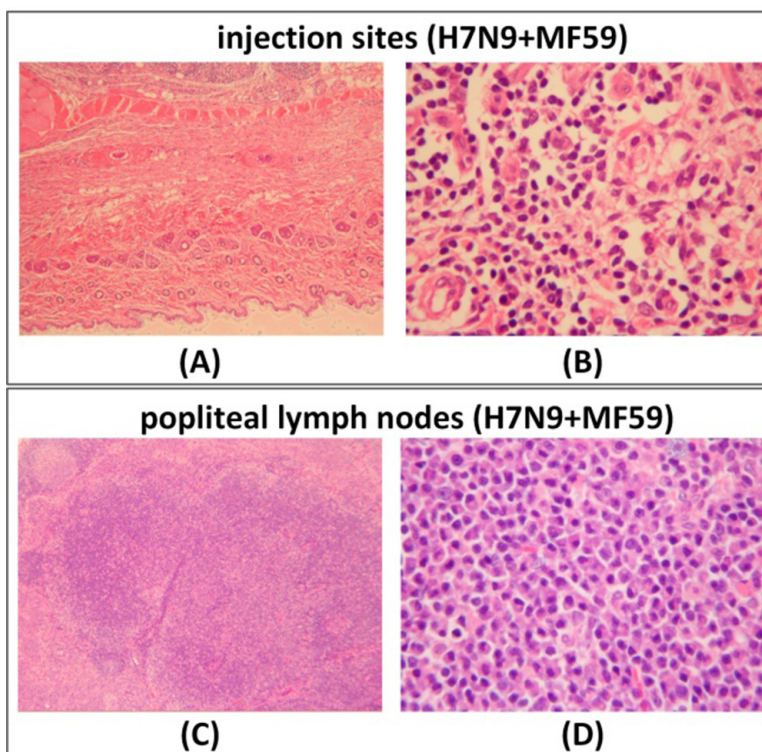 injection sites (H7N9+MF59)
(A) (B)
popliteal lymph nodes (H7N9+MF59)
(C) (D)